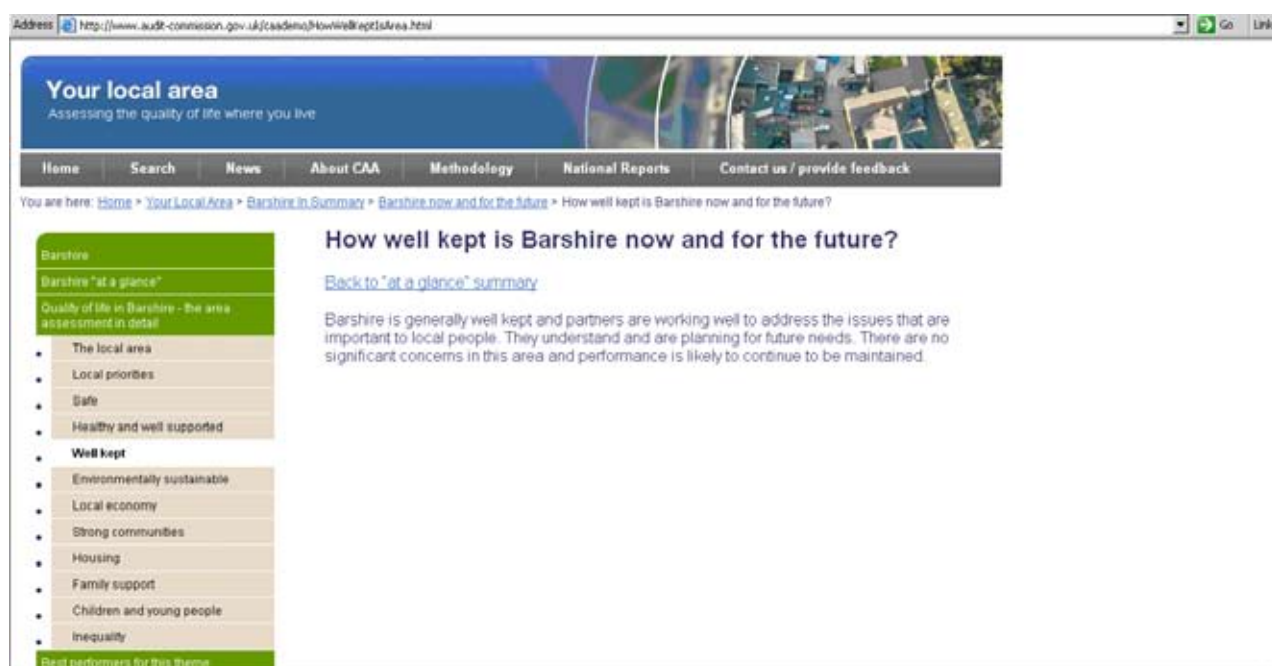 Address http://www.audit-commission.gov.uk/caademo/HowWellKeptIsArea.html Go Link
Your local area
Assessing the quality of life where you live
Home Search News About CAA Methodology National Reports Contact us / provide feedback
You are here: Home > Your Local Area > Barshire In Summary > Barshire now and for the future > How well kept is Barshire now and for the future?
Barshire
Barshire "at a glance"
Quality of life in Barshire - the area
assessment in detail
The local area
Local priorities
Safe
Healthy and well supported
Well kept
Environmentally sustainable
Local economy
Strong communities
Housing
Family support
Children and young people
Inequality
Best performers for this theme
How well kept is Barshire now and for the future?
Back to "at a glance" summary
Barshire is generally well kept and partners are working well to address the issues that are
important to local people. They understand and are planning for future needs. There are no
significant concerns in this area and performance is likely to continue to be maintained.